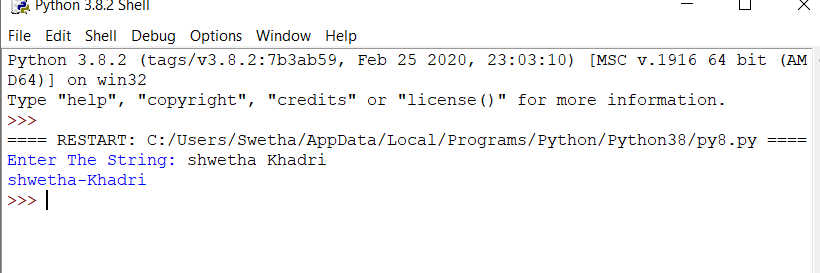 Python 3.8.2 Shell
File Edit Shell Debug Options Window Help
Python 3.8.2 (tags/v3.8.2:7b3ab59, Feb 25 2020, 23:03:10) [MSC v.1916 64 bit (AM
D64)] on win32
Type "help", "copyright", "credits" or "license()" for more information.
>>>
==== RESTART: C:/Users/Swetha/AppData/Local/Programs/Python/Python38/py8.py ====
Enter The String: shwetha Khadri
shwetha-Khadri
>>>